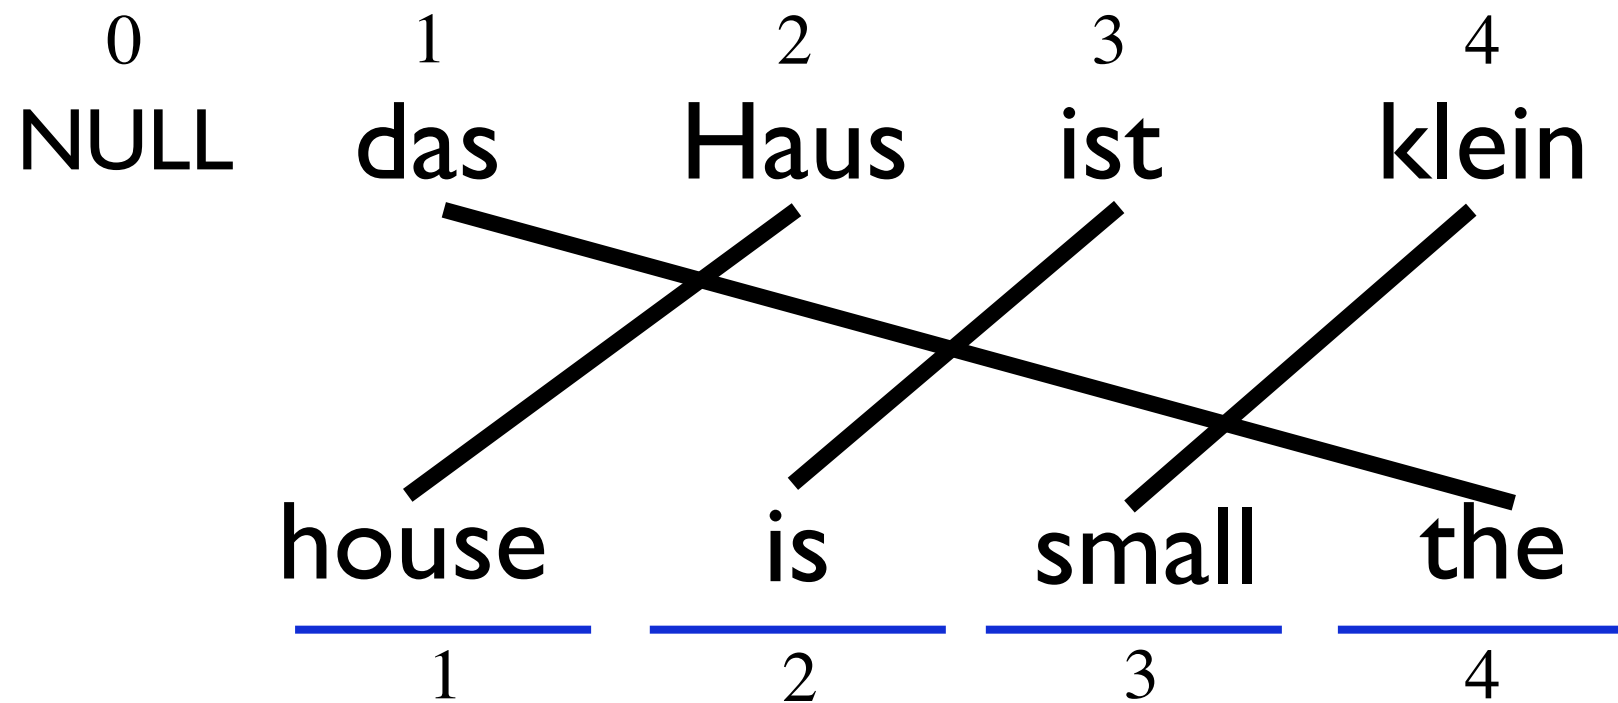 0 1 2 3 4
NULL das Haus ist klein
house is small the
1 2 3 4